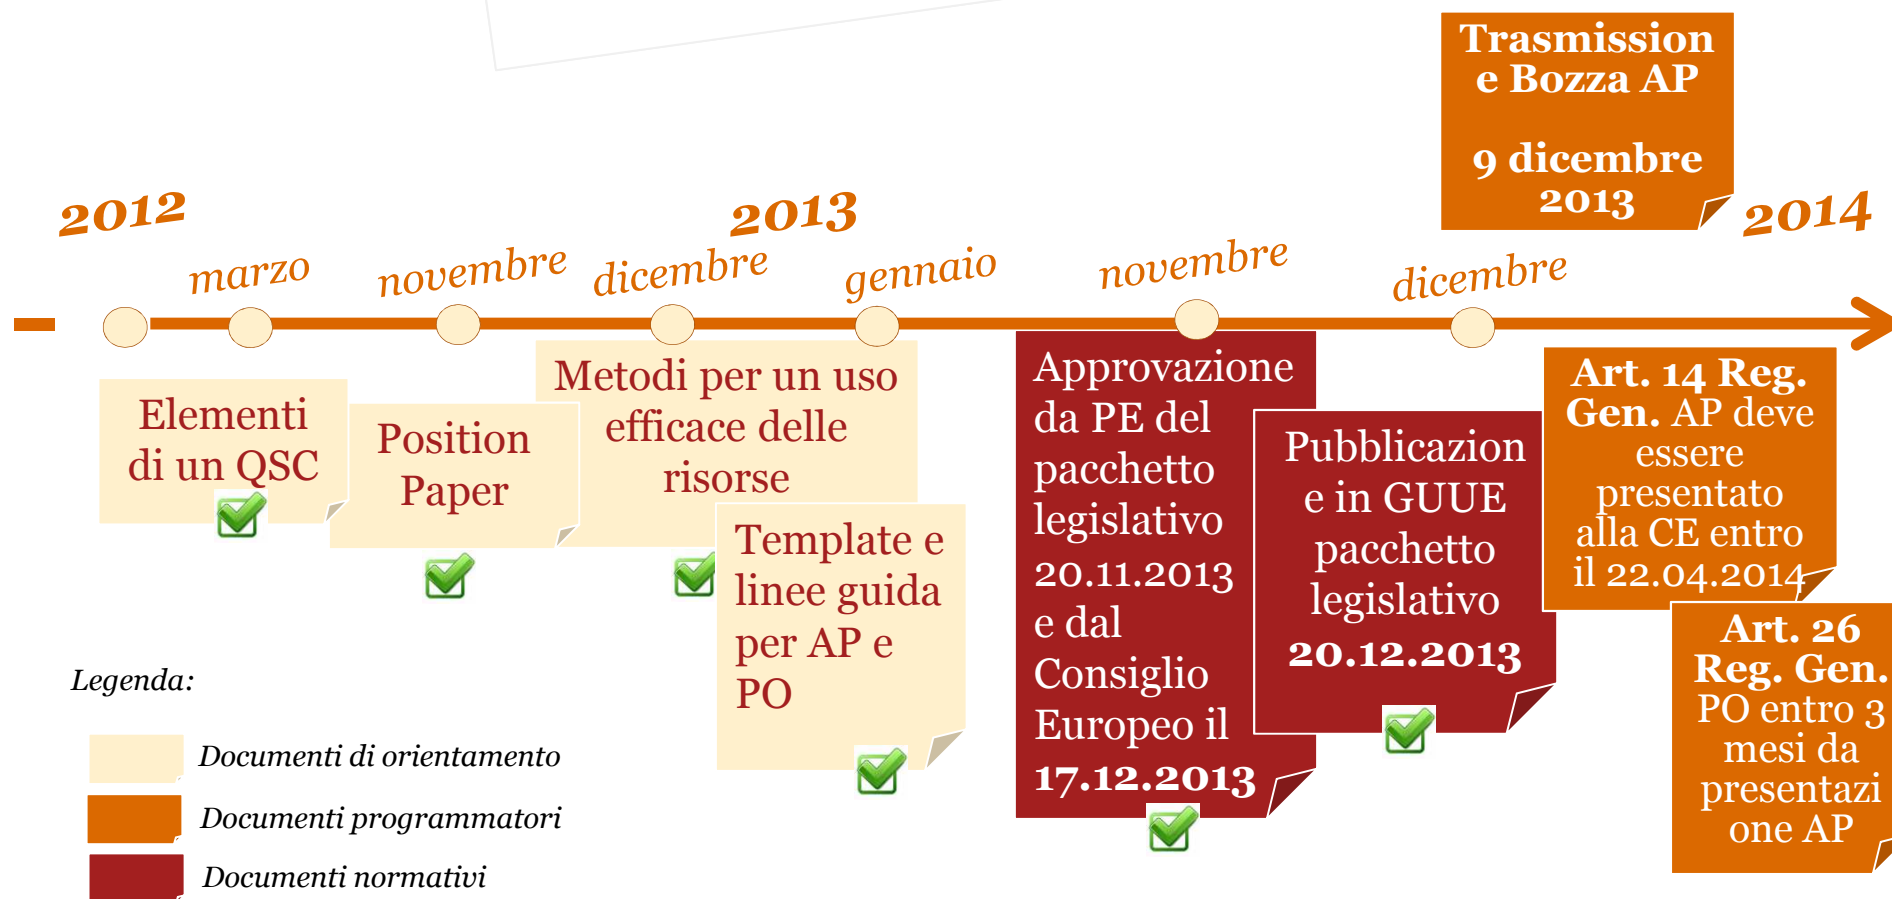 Trasmission
e Bozza AP
9 dicembre
2013
2012
2013
2014
marzo
novembre
dicembre
gennaio
novembre
dicembre
Elementi
di un QSC
Position
Paper
Metodi per un uso
efficace delle
risorse
Template e
linee guida
per AP e
PO
Approvazione
da PE del
pacchetto
legislativo
20.11.2013
e dal
Consiglio
Europeo il
17.12.2013
Pubblicazion
e in GUUE
pacchetto
legislativo
20.12.2013
Art. 14 Reg.
Gen. AP deve
essere
presentato
alla CE entro
il 22.04.2014
Art. 26
Reg. Gen.
PO entro 3
mesi da
presentazi
one AP
Legenda:
Documenti di orientamento
Documenti programmatori
Documenti normativi